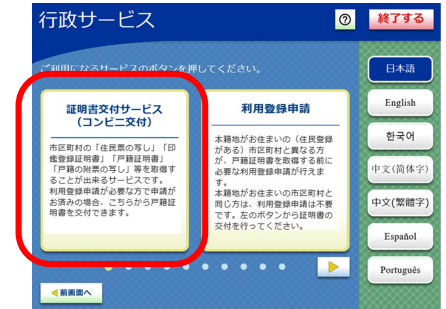 行政サービス
?
終了する
ご利用になるサービスのボタンを押してください。
証明書交付サービス
(コンビニ交付)
市区町村の「住民票の写し」「印
鑑登録証明書」「戸籍証明書」
「戸籍の附票の写し」等を取得す
ることが出来るサービスです。
利用登録申請が必要な方で申請が
お済みの場合、こちらから戸籍証
明書を交付できます。
利用登録申請
本籍地がお住まいの(住民登録
がある)市区町村と異なる方
が、戸籍証明書を取得する前に
必要な利用登録申請が行えま
す。
本籍地がお住まいの市区町村と
同じ方は、利用登録申請は不要
です。左のボタンから証明書の
交付を行ってください。
日本語
English
한국어
中文(简体字)
中文(繁體字)
Español
Português
前画面へ